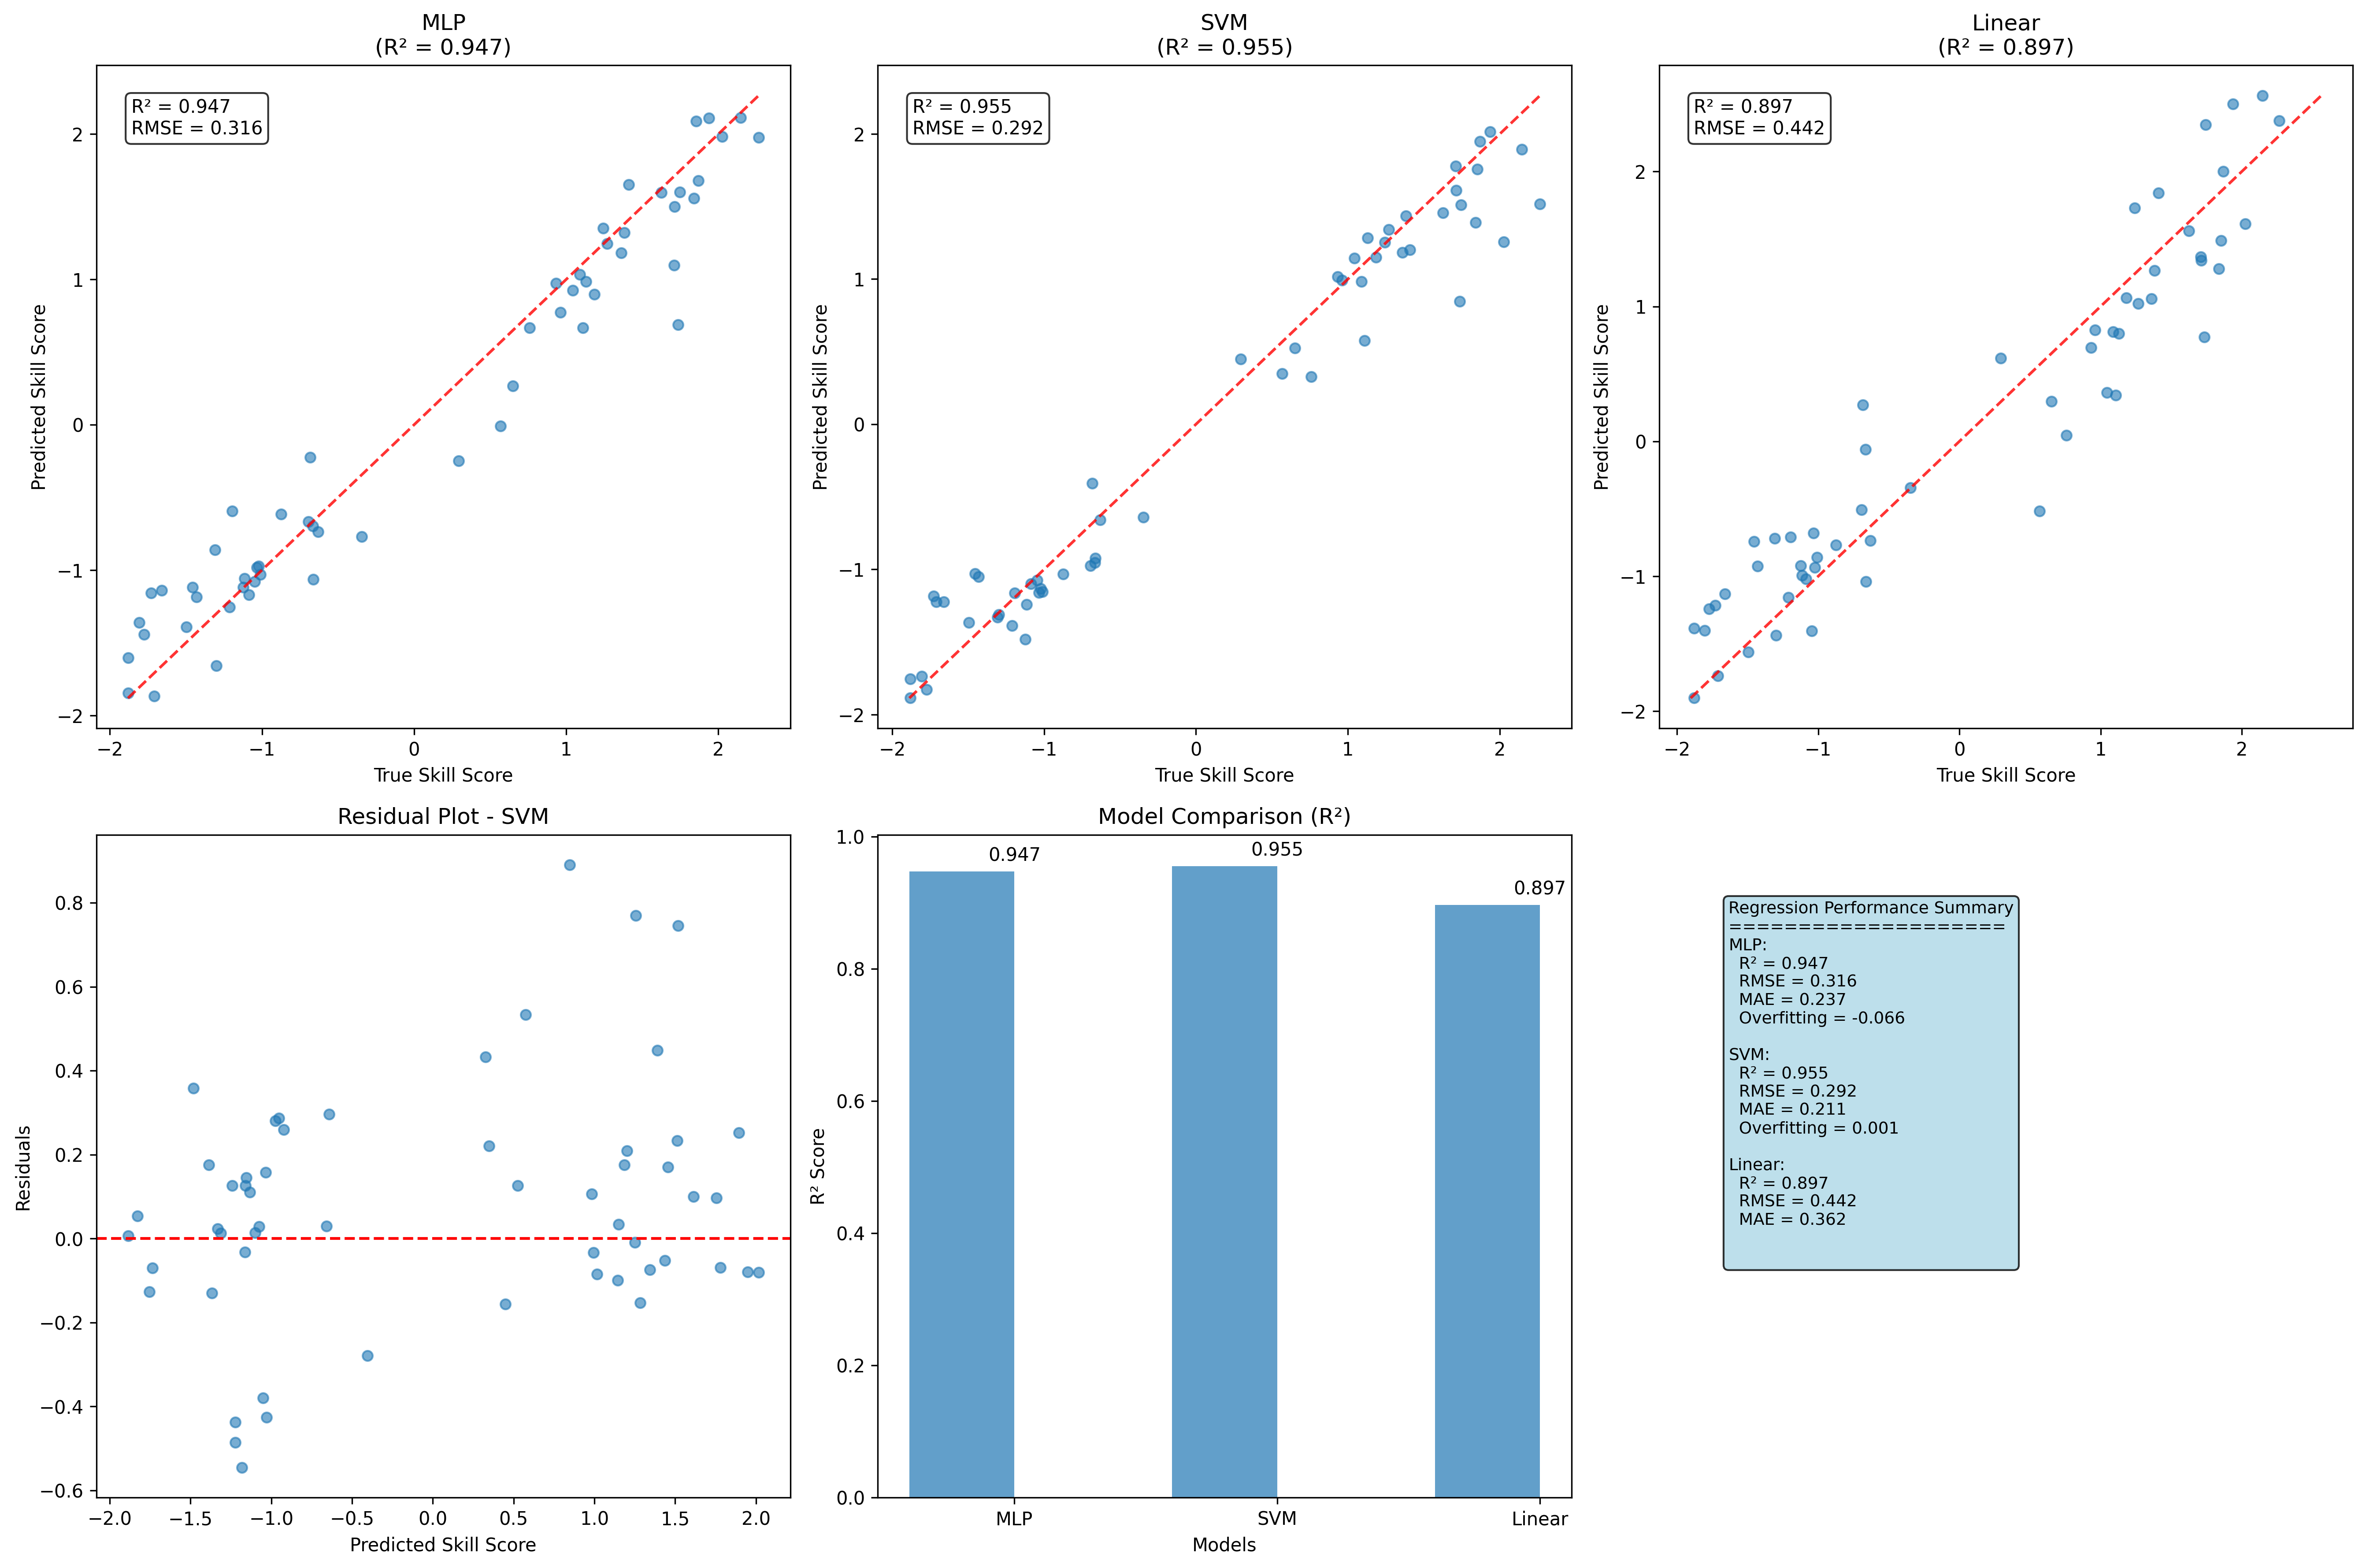 MLP
(R² = 0.947)
R² = 0.947
RMSE = 0.316
Predicted Skill Score
2
1
0
−1
−2
−2 −1 0 1 2
True Skill Score
SVM
(R² = 0.955)
R² = 0.955
RMSE = 0.292
Predicted Skill Score
2
1
0
−1
−2
−2 −1 0 1 2
True Skill Score
Linear
(R² = 0.897)
R² = 0.897
RMSE = 0.442
Predicted Skill Score
2
1
0
−1
−2
−2 −1 0 1 2
True Skill Score
Residual Plot - SVM
Residuals
0.8
0.6
0.4
0.2
0.0
−0.2
−0.4
−0.6
−2.0 −1.5 −1.0 −0.5 0.0 0.5 1.0 1.5 2.0
Predicted Skill Score
Model Comparison (R²)
R² Score
1.0
0.8
0.6
0.4
0.2
0.0
0.947 0.955 0.897
MLP SVM Linear
Models
Regression Performance Summary
====================
MLP:
R² = 0.947
RMSE = 0.316
MAE = 0.237
Overfitting = -0.066
SVM:
R² = 0.955
RMSE = 0.292
MAE = 0.211
Overfitting = 0.001
Linear:
R² = 0.897
RMSE = 0.442
MAE = 0.362